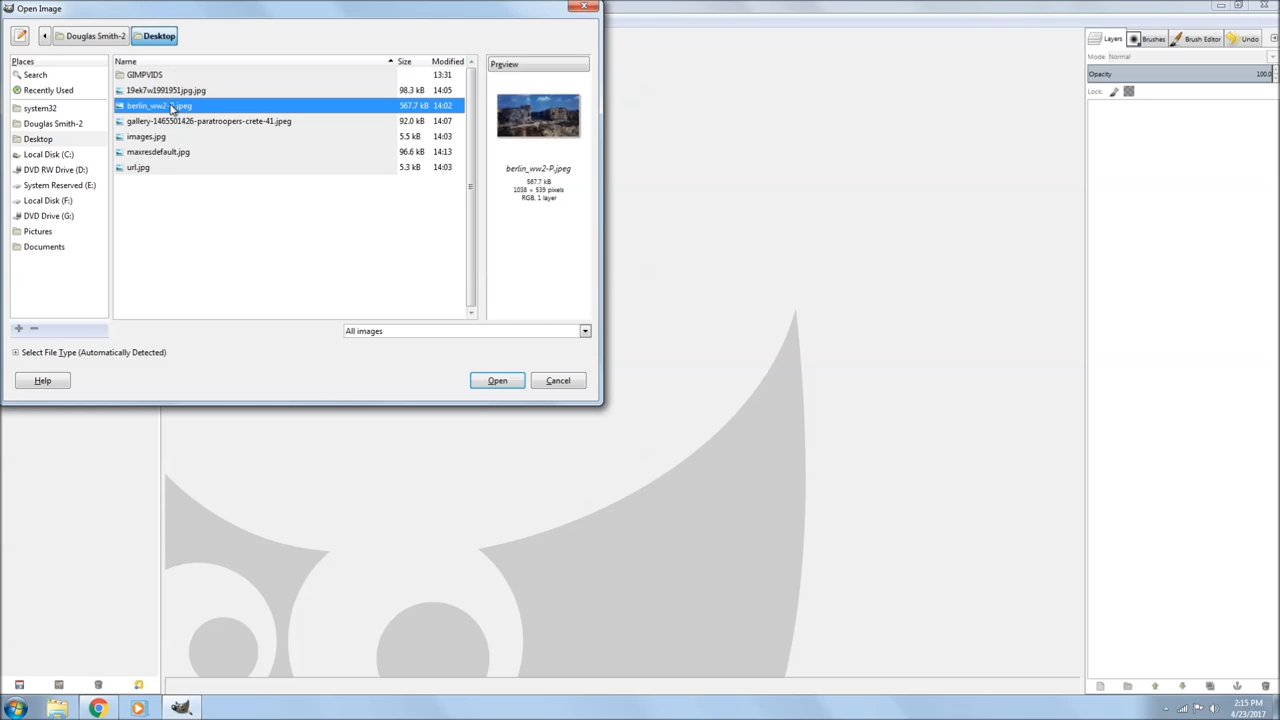 Open Image
Douglas Smith-2 Desktop
Places
Search
Recently Used
system32
Douglas Smith-2
Desktop
Local Disk (C:)
DVD RW Drive (D:)
System Reserved (E:)
Local Disk (F:)
DVD Drive (G:)
Pictures
Documents
Name Size Modified
GIMPVIDS 13:31
19ek7w1991951jpg.jpg 98.3 kB 14:05
berlin_ww2-P.jpeg 567.7 kB 14:02
gallery-1465501426-paratroopers-crete-41.jpeg 92.0 kB 14:07
images.jpg 5.5 kB 14:03
maxresdefault.jpg 96.6 kB 14:13
url.jpg 5.3 kB 14:03
Preview
berlin_ww2-P.jpeg
567.7 kB
1038 × 539 pixels
RGB, 1 layer
All images
Select File Type (Automatically Detected)
Help Open Cancel
Layers Brushes Brush Editor Undo
Mode: Normal
Opacity 100.0
Lock:
2:15 PM
4/23/2017